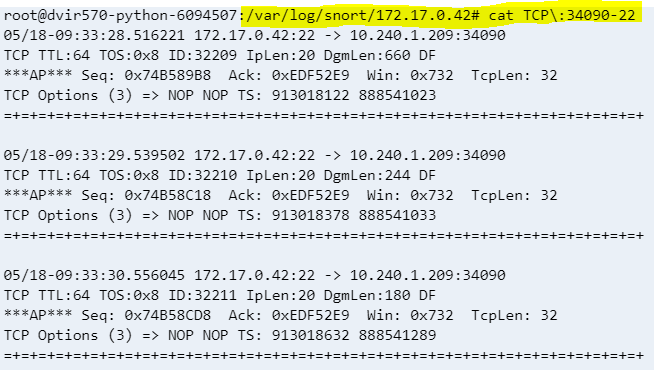 root@dvir570-python-6094507:/var/log/snort/172.17.0.42# cat TCP\:34090-22
05/18-09:33:28.516221 172.17.0.42:22 -> 10.240.1.209:34090
TCP TTL:64 TOS:0x8 ID:32209 IpLen:20 DgmLen:660 DF
***AP*** Seq: 0x74B589B8  Ack: 0xEDF52E9  Win: 0x732  TcpLen: 32
TCP Options (3) => NOP NOP TS: 913018122 888541023
=+=+=+=+=+=+=+=+=+=+=+=+=+=+=+=+=+=+=+=+=+=+=+=+=+=+=+=+=+=+=+=+=+=+=+=+=+

05/18-09:33:29.539502 172.17.0.42:22 -> 10.240.1.209:34090
TCP TTL:64 TOS:0x8 ID:32210 IpLen:20 DgmLen:244 DF
***AP*** Seq: 0x74B58C18  Ack: 0xEDF52E9  Win: 0x732  TcpLen: 32
TCP Options (3) => NOP NOP TS: 913018378 888541033
=+=+=+=+=+=+=+=+=+=+=+=+=+=+=+=+=+=+=+=+=+=+=+=+=+=+=+=+=+=+=+=+=+=+=+=+=+

05/18-09:33:30.556045 172.17.0.42:22 -> 10.240.1.209:34090
TCP TTL:64 TOS:0x8 ID:32211 IpLen:20 DgmLen:180 DF
***AP*** Seq: 0x74B58CD8  Ack: 0xEDF52E9  Win: 0x732  TcpLen: 32
TCP Options (3) => NOP NOP TS: 913018632 888541289
=+=+=+=+=+=+=+=+=+=+=+=+=+=+=+=+=+=+=+=+=+=+=+=+=+=+=+=+=+=+=+=+=+=+=+=+=+